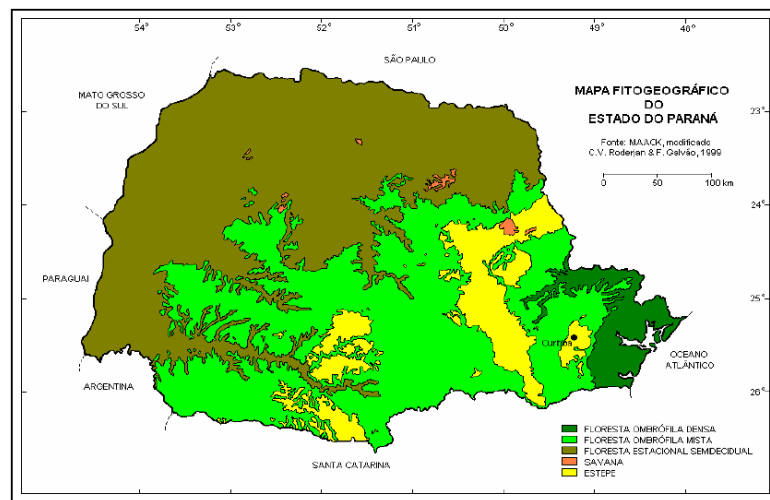 54° 53° 52° 51° 50° 49° 48°
SÃO PAULO
MATO GROSSO
DO SUL
MAPA FITOGEOGRÁFICO
DO
ESTADO DO PARANÁ
23°
Fonte: MAACK, modificado
C.V. Roderjan & F. Galvão, 1999
0 50 100 km
24°
PARAGUAI
25°
Curitiba
OCEANO
ATLÂNTICO
ARGENTINA
26°
FLORESTA OMBRÓFILA DENSA
FLORESTA OMBRÓFILA MISTA
FLORESTA ESTACIONAL SEMIDECIDUAL
SAVANA
ESTEPE
SANTA CATARINA